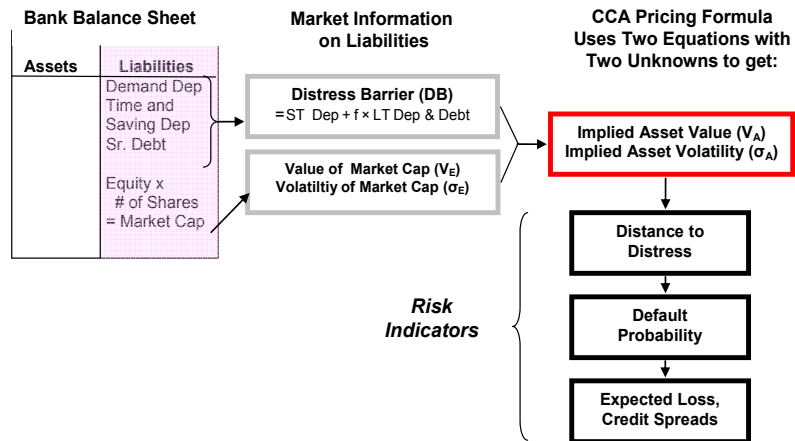 Bank Balance Sheet
Assets
Liabilities
Demand Dep
Time and
Saving Dep
Sr. Debt
Equity x
# of Shares
= Market Cap
Market Information
on Liabilities
Distress Barrier (DB)
=ST Dep + f × LT Dep & Debt
Value of Market Cap (VE)
Volatiltiy of Market Cap (σE)
CCA Pricing Formula
Uses Two Equations with
Two Unknowns to get:
Implied Asset Value (VA)
Implied Asset Volatility (σA)
Risk
Indicators
Distance to
Distress
Default
Probability
Expected Loss,
Credit Spreads